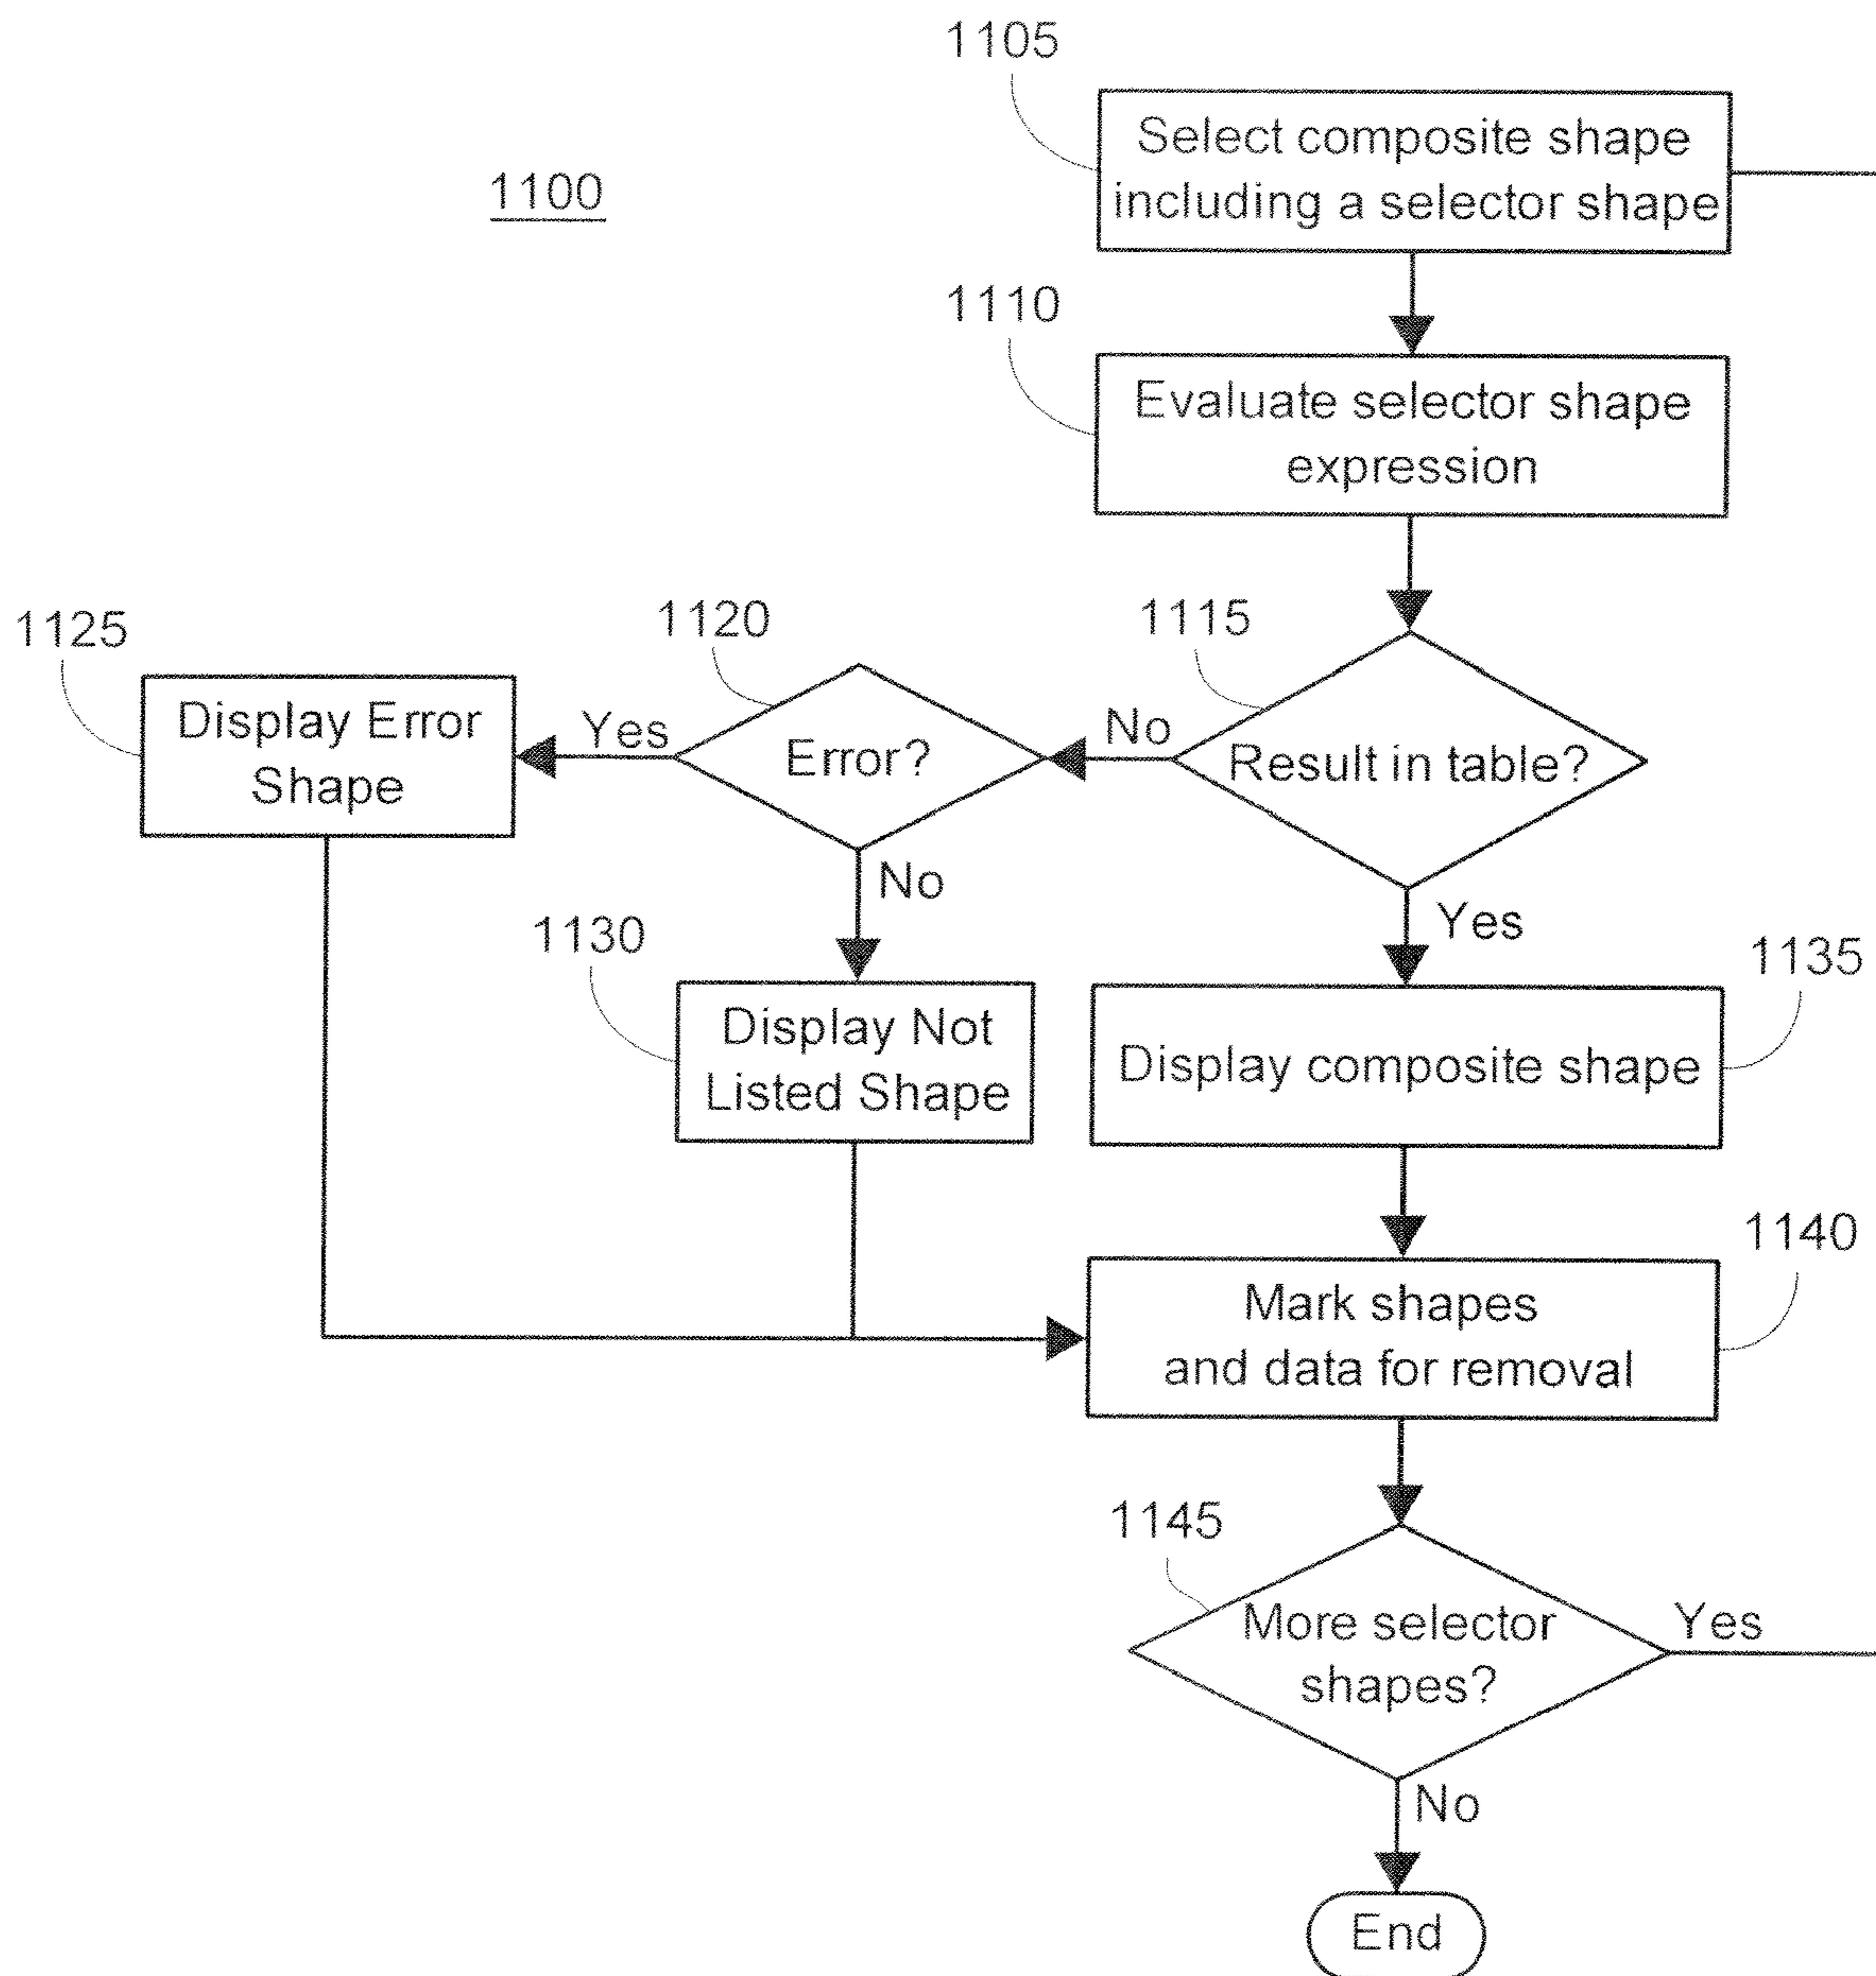 1105
Select composite shape
including a selector shape
1100
1110
Evaluate selector shape
expression
1125
1120
1115
Display Error
Shape
Yes
Error?
No
Result in table?
No
Yes
1130
1135
Display Not
Listed Shape
Display composite shape
1140
Mark shapes
and data for removal
1145
More selector
shapes?
Yes
No
End